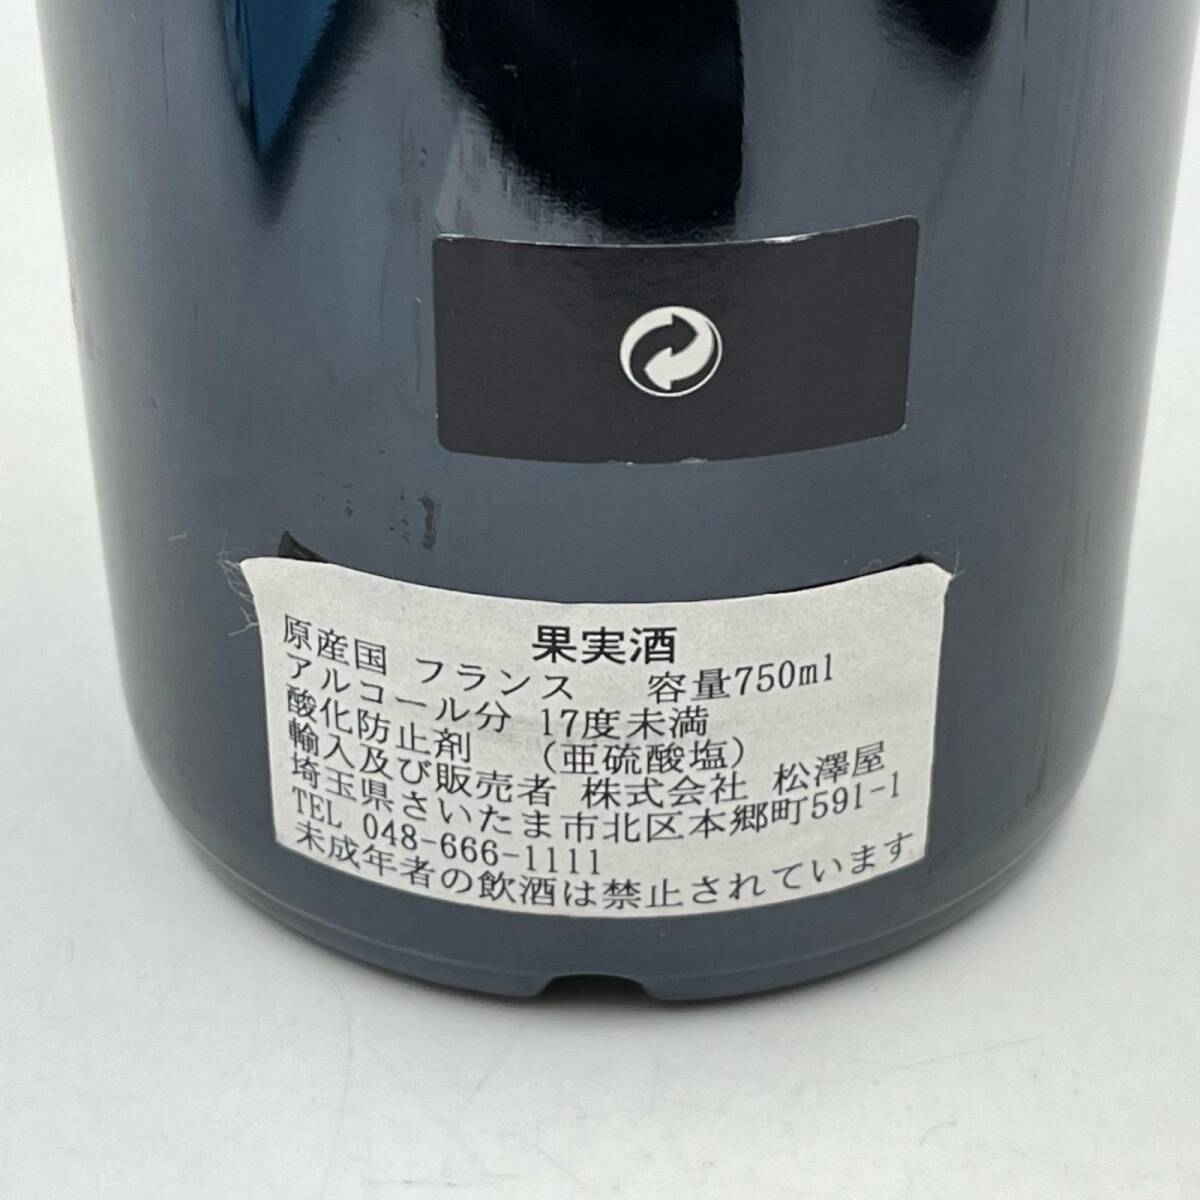 果実酒
原産国 フランス 容量750ml
アルコール分 17度未満
酸化防止剤 (亜硫酸塩)
輸入及び販売者 株式会社 松澤屋
埼玉県さいたま市北区本郷町591-1
TEL 048-666-1111
未成年者の飲酒は禁止されています